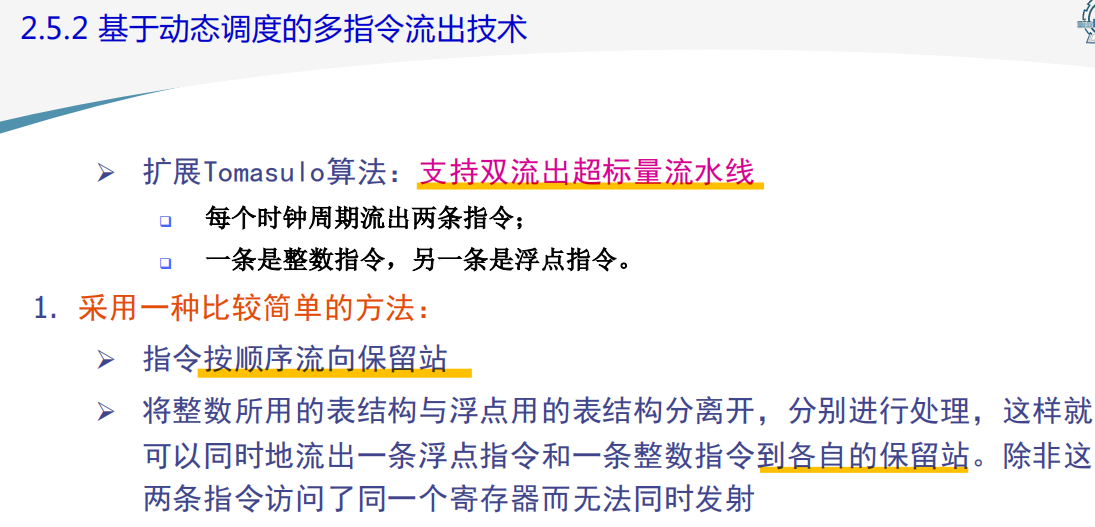 2.5.2 基于动态调度的多指令流出技术
➢ 扩展Tomasulo算法：支持双流出超标量流水线
❑ 每个时钟周期流出两条指令；
❑ 一条是整数指令，另一条是浮点指令。
1. 采用一种比较简单的方法：
➢ 指令按顺序流向保留站
➢ 将整数所用的表结构与浮点用的表结构分离开，分别进行处理，这样就
可以同时地流出一条浮点指令和一条整数指令到各自的保留站。除非这
两条指令访问了同一个寄存器而无法同时发射